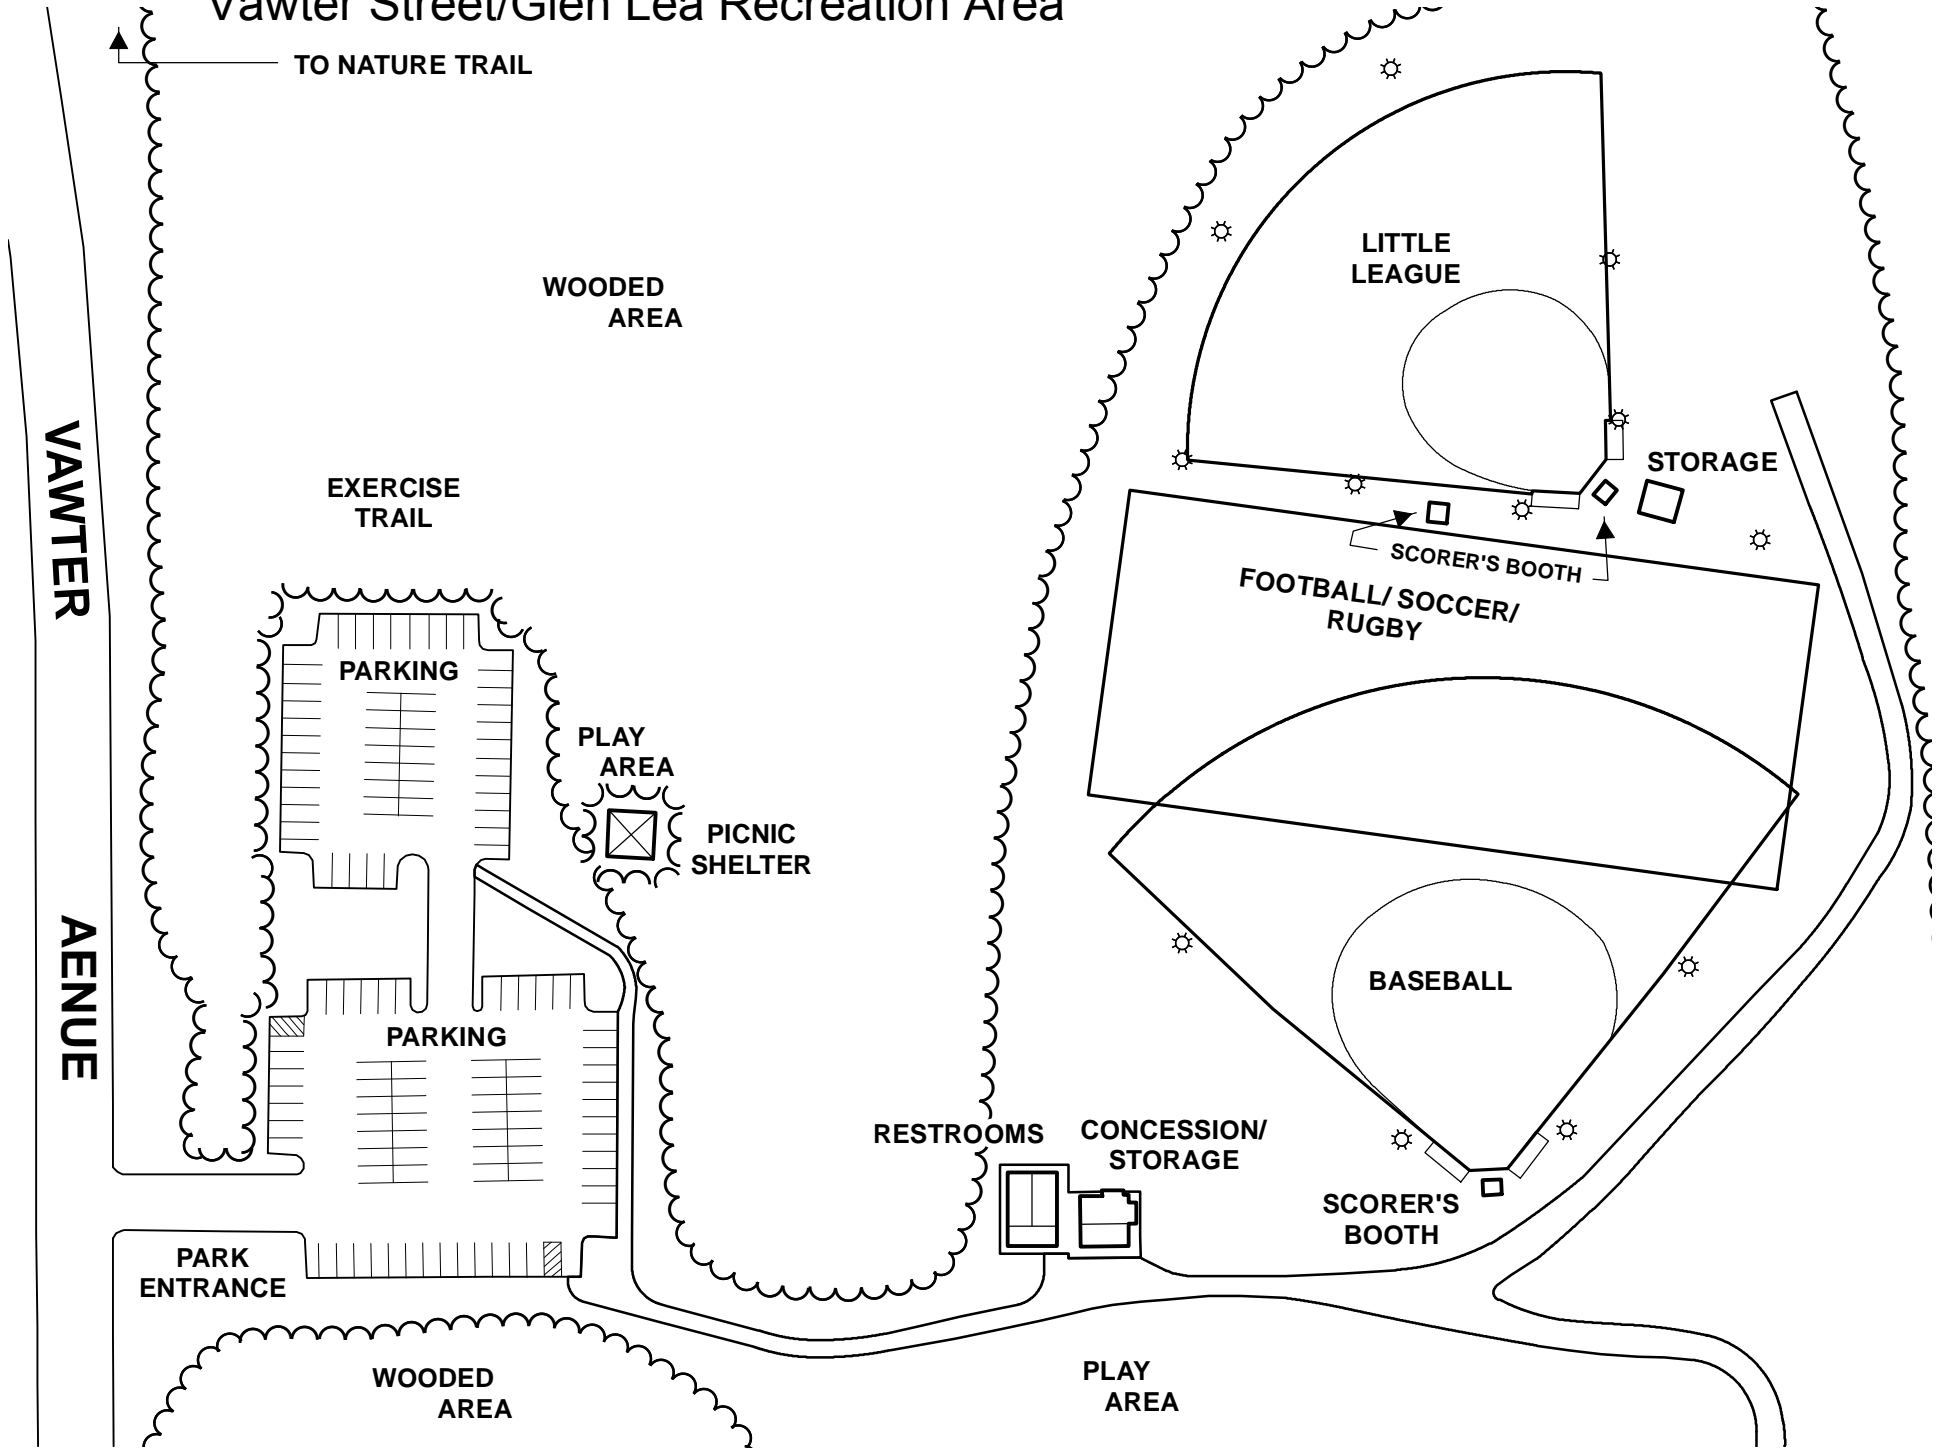 Vawter Street/Glen Lea Recreation Area
TO NATURE TRAIL
LITTLE
LEAGUE
WOODED
AREA
VAWTER
AENUE
EXERCISE
TRAIL
STORAGE
SCORER'S BOOTH
FOOTBALL/ SOCCER/
RUGBY
PARKING
PLAY
AREA
PICNIC
SHELTER
BASEBALL
PARKING
RESTROOMS
CONCESSION/
STORAGE
SCORER'S
BOOTH
PARK
ENTRANCE
WOODED
AREA
PLAY
AREA